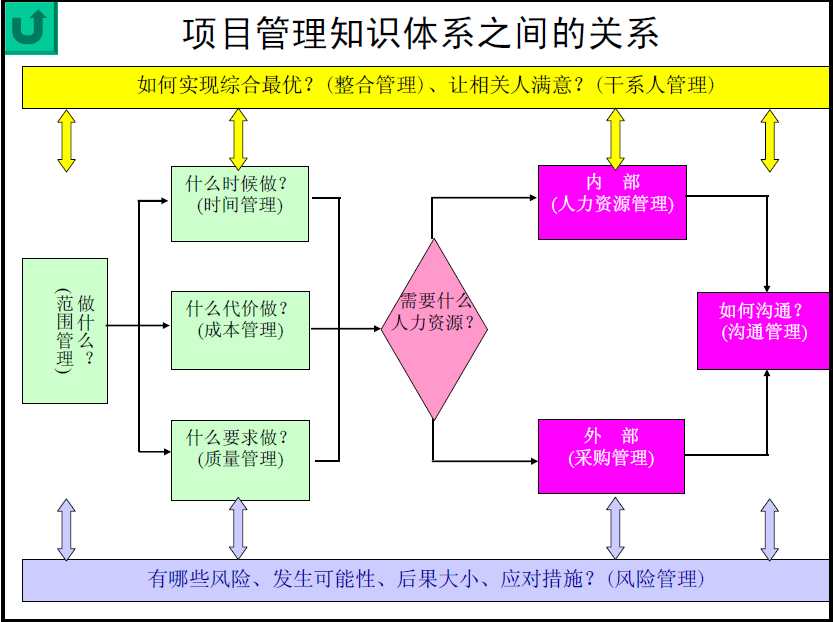 项目管理知识体系之间的关系
如何实现综合最优？(整合管理)、让相关人满意？(干系人管理)
什么时候做？
(时间管理)
内 部
(人力资源管理)
做什么？
(范围管理)
什么代价做？
(成本管理)
需要什么
人力资源？
如何沟通？
(沟通管理)
什么要求做？
(质量管理)
外 部
(采购管理)
有哪些风险、发生可能性、后果大小、应对措施？(风险管理)